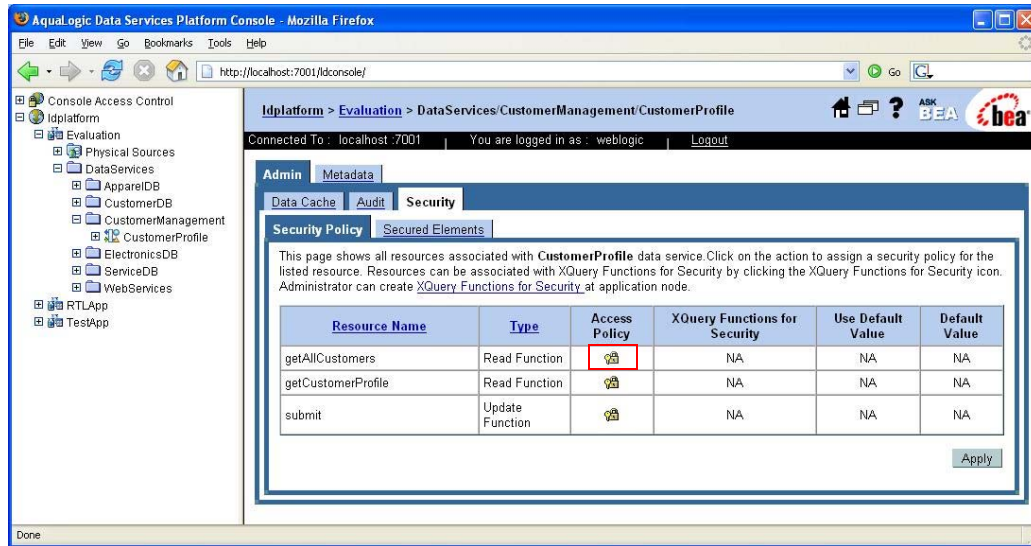 AquaLogic Data Services Platform Console - Mozilla Firefox
File Edit View Go Bookmarks Tools Help
http://localhost:7001/ldconsole/ Go
Console Access Control
ldplatform
Evaluation
Physical Sources
DataServices
ApparelDB
CustomerDB
CustomerManagement
CustomerProfile
ElectronicsDB
ServiceDB
WebServices
RTLApp
TestApp
ldplatform > Evaluation > DataServices/CustomerManagement/CustomerProfile
ASK BEA
bea
Connected To : localhost :7001 | You are logged in as : weblogic | Logout
Admin Metadata
Data Cache Audit Security
Security Policy Secured Elements
This page shows all resources associated with CustomerProfile data service.Click on the action to assign a security policy for the
listed resource. Resources can be associated with XQuery Functions for Security by clicking the XQuery Functions for Security icon.
Administrator can create XQuery Functions for Security at application node.
Resource Name Type Access Policy XQuery Functions for Security Use Default Value Default Value
getAllCustomers Read Function NA NA NA
getCustomerProfile Read Function NA NA NA
submit Update Function NA NA NA
Apply
Done